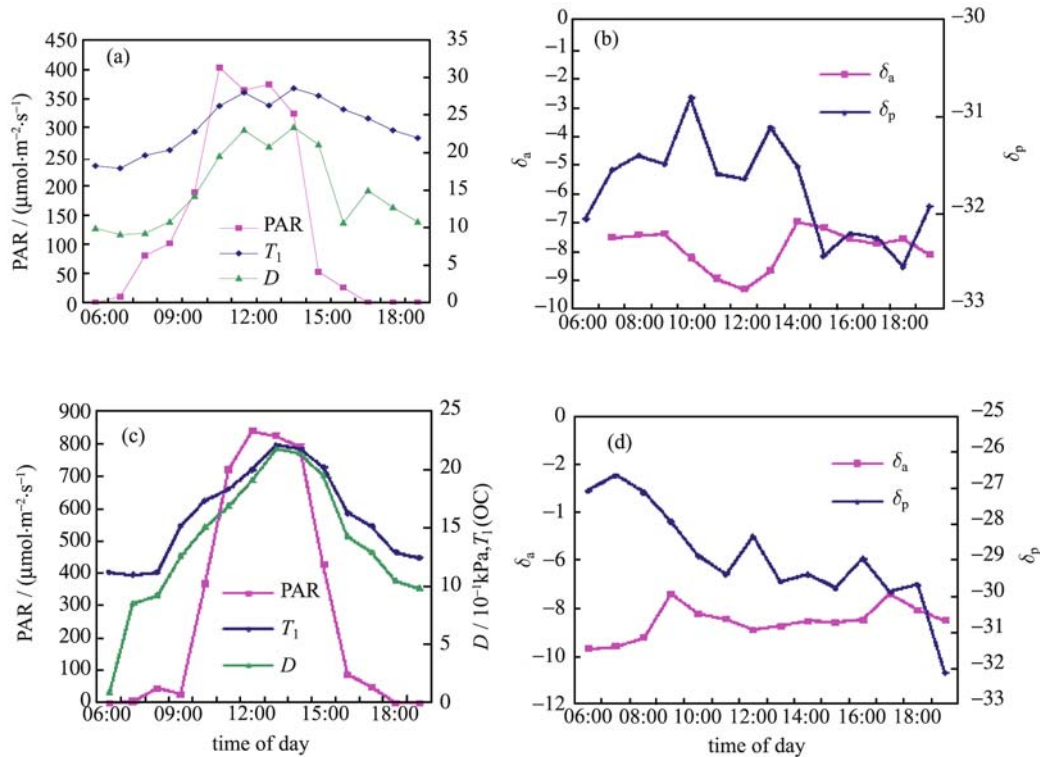 (a)
PAR / (μmol·m⁻²·s⁻¹)
450
400
350
300
250
200
150
100
50
0
35
30
25
20
15
10
5
0
PAR
T₁
D
06:00 09:00 12:00 15:00 18:00
(b)
δₐ
0
−1
−2
−3
−4
−5
−6
−7
−8
−9
−10
−30
−31
−32
−33
δₚ
δₐ
δₚ
06:00 08:00 10:00 12:00 14:00 16:00 18:00
(c)
PAR / (μmol·m⁻²·s⁻¹)
900
800
700
600
500
400
300
200
100
0
25
20
15
10
5
0
D / 10⁻¹kPa,T₁(OC)
PAR
T₁
D
06:00 09:00 12:00 15:00 18:00
time of day
(d)
δₐ
0
−2
−1
−6
−8
−10
−12
−25
−26
−27
−28
−29
−30
−31
−32
−33
δₚ
δₐ
δₚ
06:00 08:00 10:00 12:00 14:00 16:00 18:00
time of day